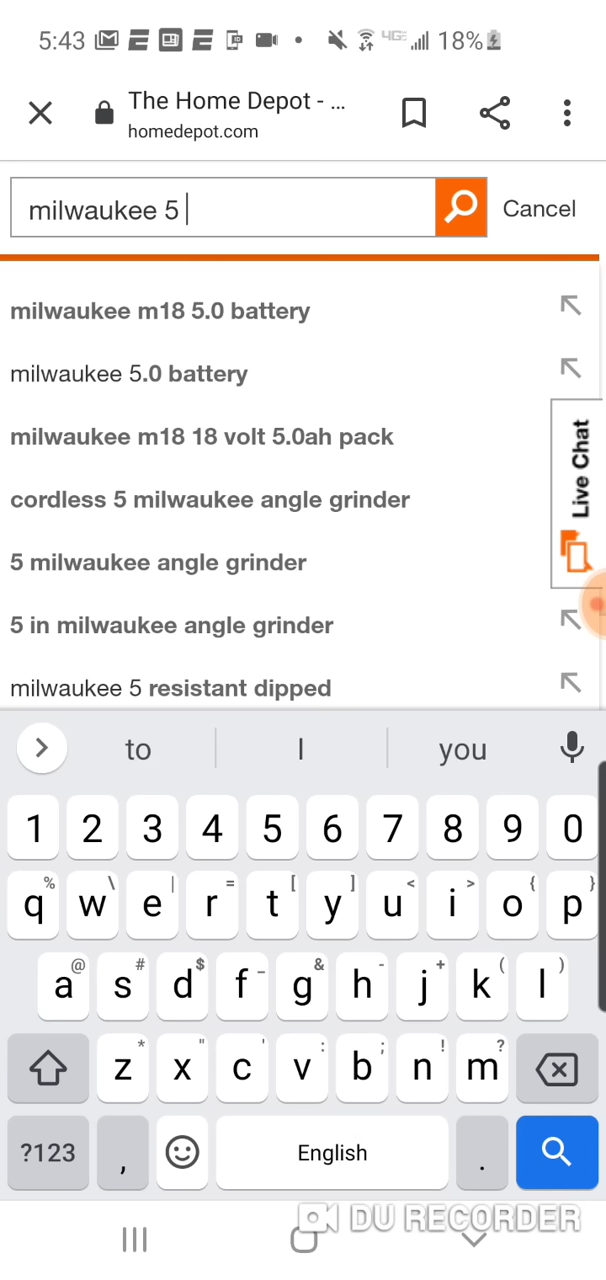 5:43 4GE 18%
The Home Depot - ...
homedepot.com
milwaukee 5
Cancel
milwaukee m18 5.0 battery
milwaukee 5.0 battery
milwaukee m18 18 volt 5.0ah pack
cordless 5 milwaukee angle grinder
5 milwaukee angle grinder
5 in milwaukee angle grinder
milwaukee 5 resistant dipped
Live Chat
to I you
1 2 3 4 5 6 7 8 9 0
% \ | = [ ] < > { }
q w e r t y u i o p
@ # $ _ & - + ( )
a s d f g h j k l
* " ' : ; ! ?
z x c v b n m
?123 , English .
DU RECORDER